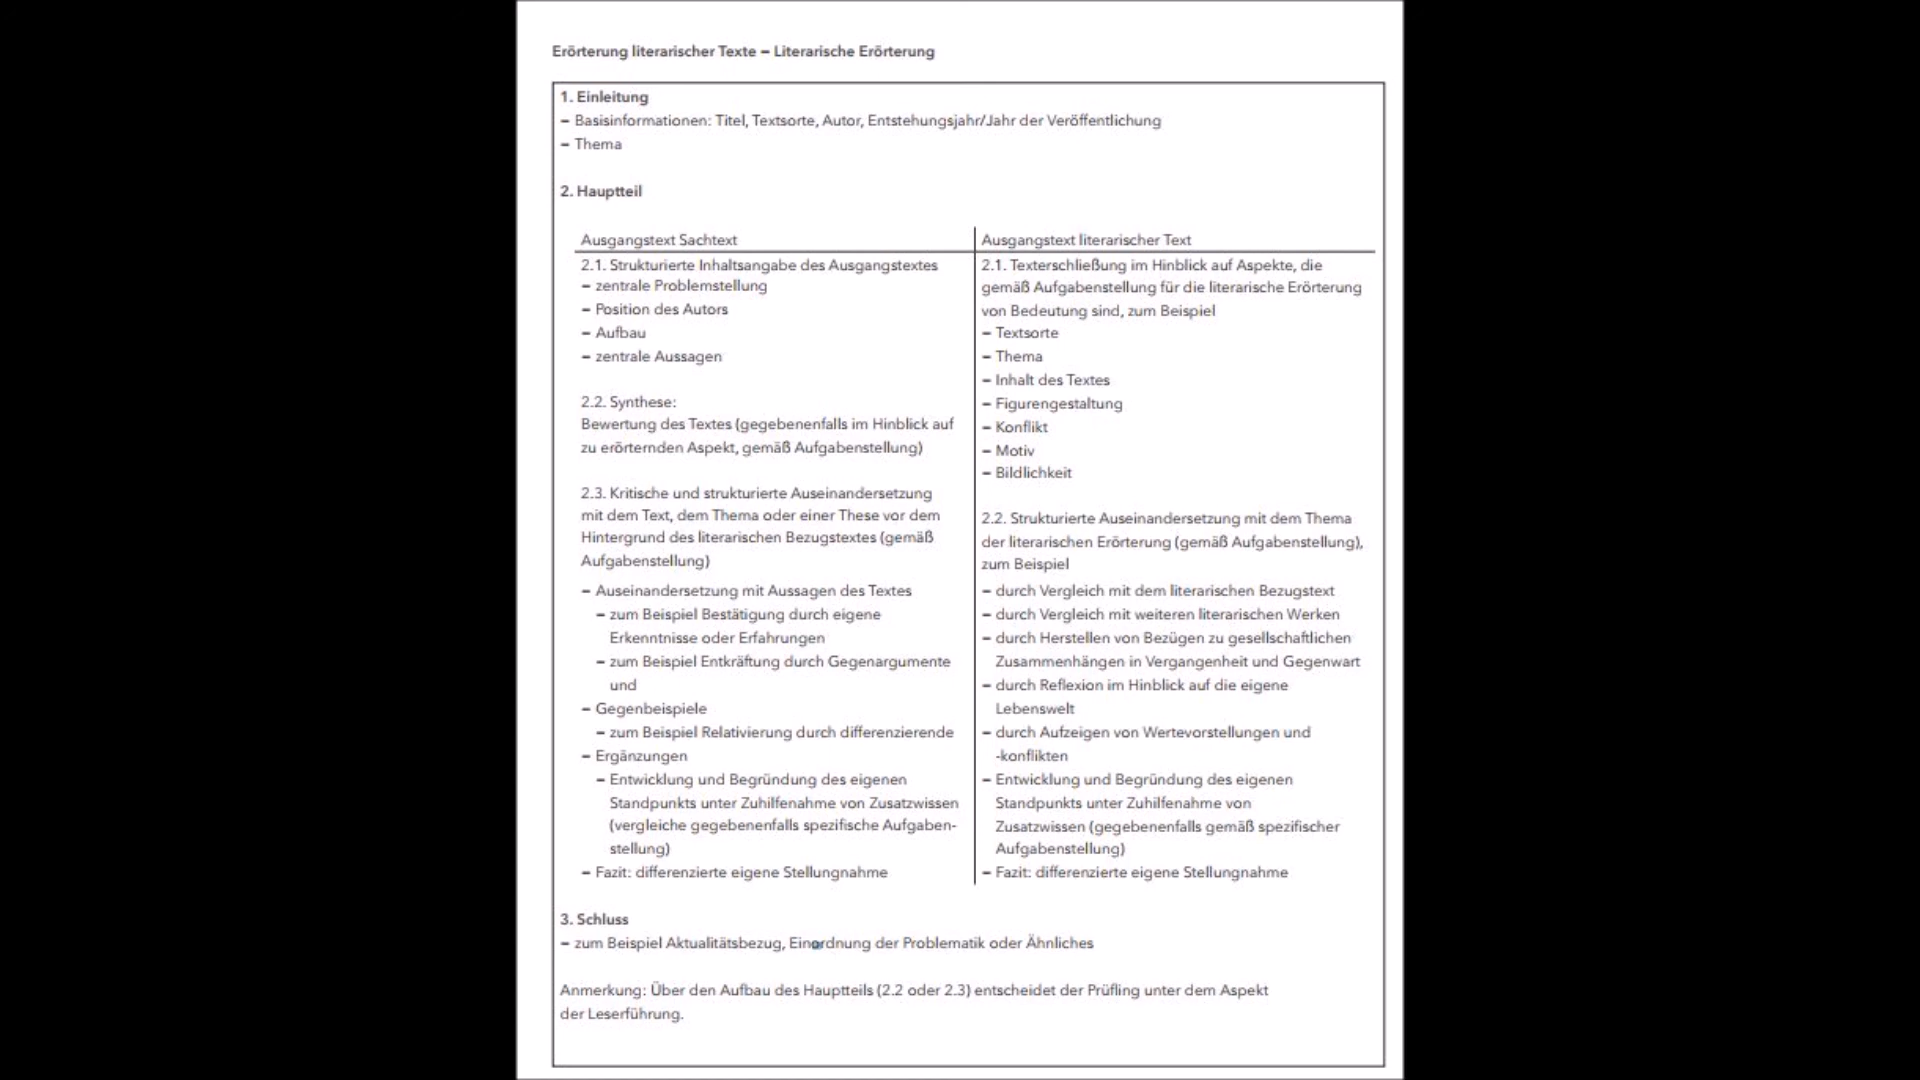 Erörterung literarischer Texte – Literarische Erörterung
1. Einleitung
– Basisinformationen: Titel, Textsorte, Autor, Entstehungsjahr/Jahr der Veröffentlichung
– Thema
2. Hauptteil
Ausgangstext Sachtext
2.1. Strukturierte Inhaltsangabe des Ausgangstextes
– zentrale Problemstellung
– Position des Autors
– Aufbau
– zentrale Aussagen
2.2. Synthese:
Bewertung des Textes (gegebenenfalls im Hinblick auf
zu erörternden Aspekt, gemäß Aufgabenstellung)
2.3. Kritische und strukturierte Auseinandersetzung
mit dem Text, dem Thema oder einer These vor dem
Hintergrund des literarischen Bezugstextes (gemäß
Aufgabenstellung)
– Auseinandersetzung mit Aussagen des Textes
– zum Beispiel Bestätigung durch eigene
Erkenntnisse oder Erfahrungen
– zum Beispiel Entkräftung durch Gegenargumente
und
– Gegenbeispiele
– zum Beispiel Relativierung durch differenzierende
– Ergänzungen
– Entwicklung und Begründung des eigenen
Standpunkts unter Zuhilfenahme von Zusatzwissen
(vergleiche gegebenenfalls spezifische Aufgaben-
stellung)
– Fazit: differenzierte eigene Stellungnahme
Ausgangstext literarischer Text
2.1. Texterschließung im Hinblick auf Aspekte, die
gemäß Aufgabenstellung für die literarische Erörterung
von Bedeutung sind, zum Beispiel
– Textsorte
– Thema
– Inhalt des Textes
– Figurengestaltung
– Konflikt
– Motiv
– Bildlichkeit
2.2. Strukturierte Auseinandersetzung mit dem Thema
der literarischen Erörterung (gemäß Aufgabenstellung),
zum Beispiel
– durch Vergleich mit dem literarischen Bezugstext
– durch Vergleich mit weiteren literarischen Werken
– durch Herstellen von Bezügen zu gesellschaftlichen
Zusammenhängen in Vergangenheit und Gegenwart
– durch Reflexion im Hinblick auf die eigene
Lebenswelt
– durch Aufzeigen von Wertevorstellungen und
-konflikten
– Entwicklung und Begründung des eigenen
Standpunkts unter Zuhilfenahme von
Zusatzwissen (gegebenenfalls gemäß spezifischer
Aufgabenstellung)
– Fazit: differenzierte eigene Stellungnahme
3. Schluss
– zum Beispiel Aktualitätsbezug, Einordnung der Problematik oder Ähnliches
Anmerkung: Über den Aufbau des Hauptteils (2.2 oder 2.3) entscheidet der Prüfling unter dem Aspekt
der Leserführung.